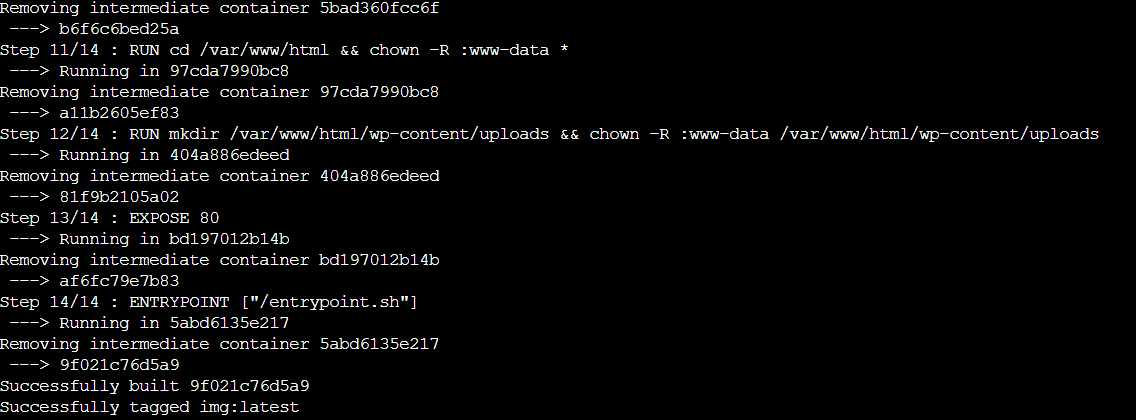 Removing intermediate container 5bad360fcc6f
 ---> b6f6c6bed25a
Step 11/14 : RUN cd /var/www/html && chown -R :www-data *
 ---> Running in 97cda7990bc8
Removing intermediate container 97cda7990bc8
 ---> a11b2605ef83
Step 12/14 : RUN mkdir /var/www/html/wp-content/uploads && chown -R :www-data /var/www/html/wp-content/uploads
 ---> Running in 404a886edeed
Removing intermediate container 404a886edeed
 ---> 81f9b2105a02
Step 13/14 : EXPOSE 80
 ---> Running in bd197012b14b
Removing intermediate container bd197012b14b
 ---> af6fc79e7b83
Step 14/14 : ENTRYPOINT ["/entrypoint.sh"]
 ---> Running in 5abd6135e217
Removing intermediate container 5abd6135e217
 ---> 9f021c76d5a9
Successfully built 9f021c76d5a9
Successfully tagged img:latest